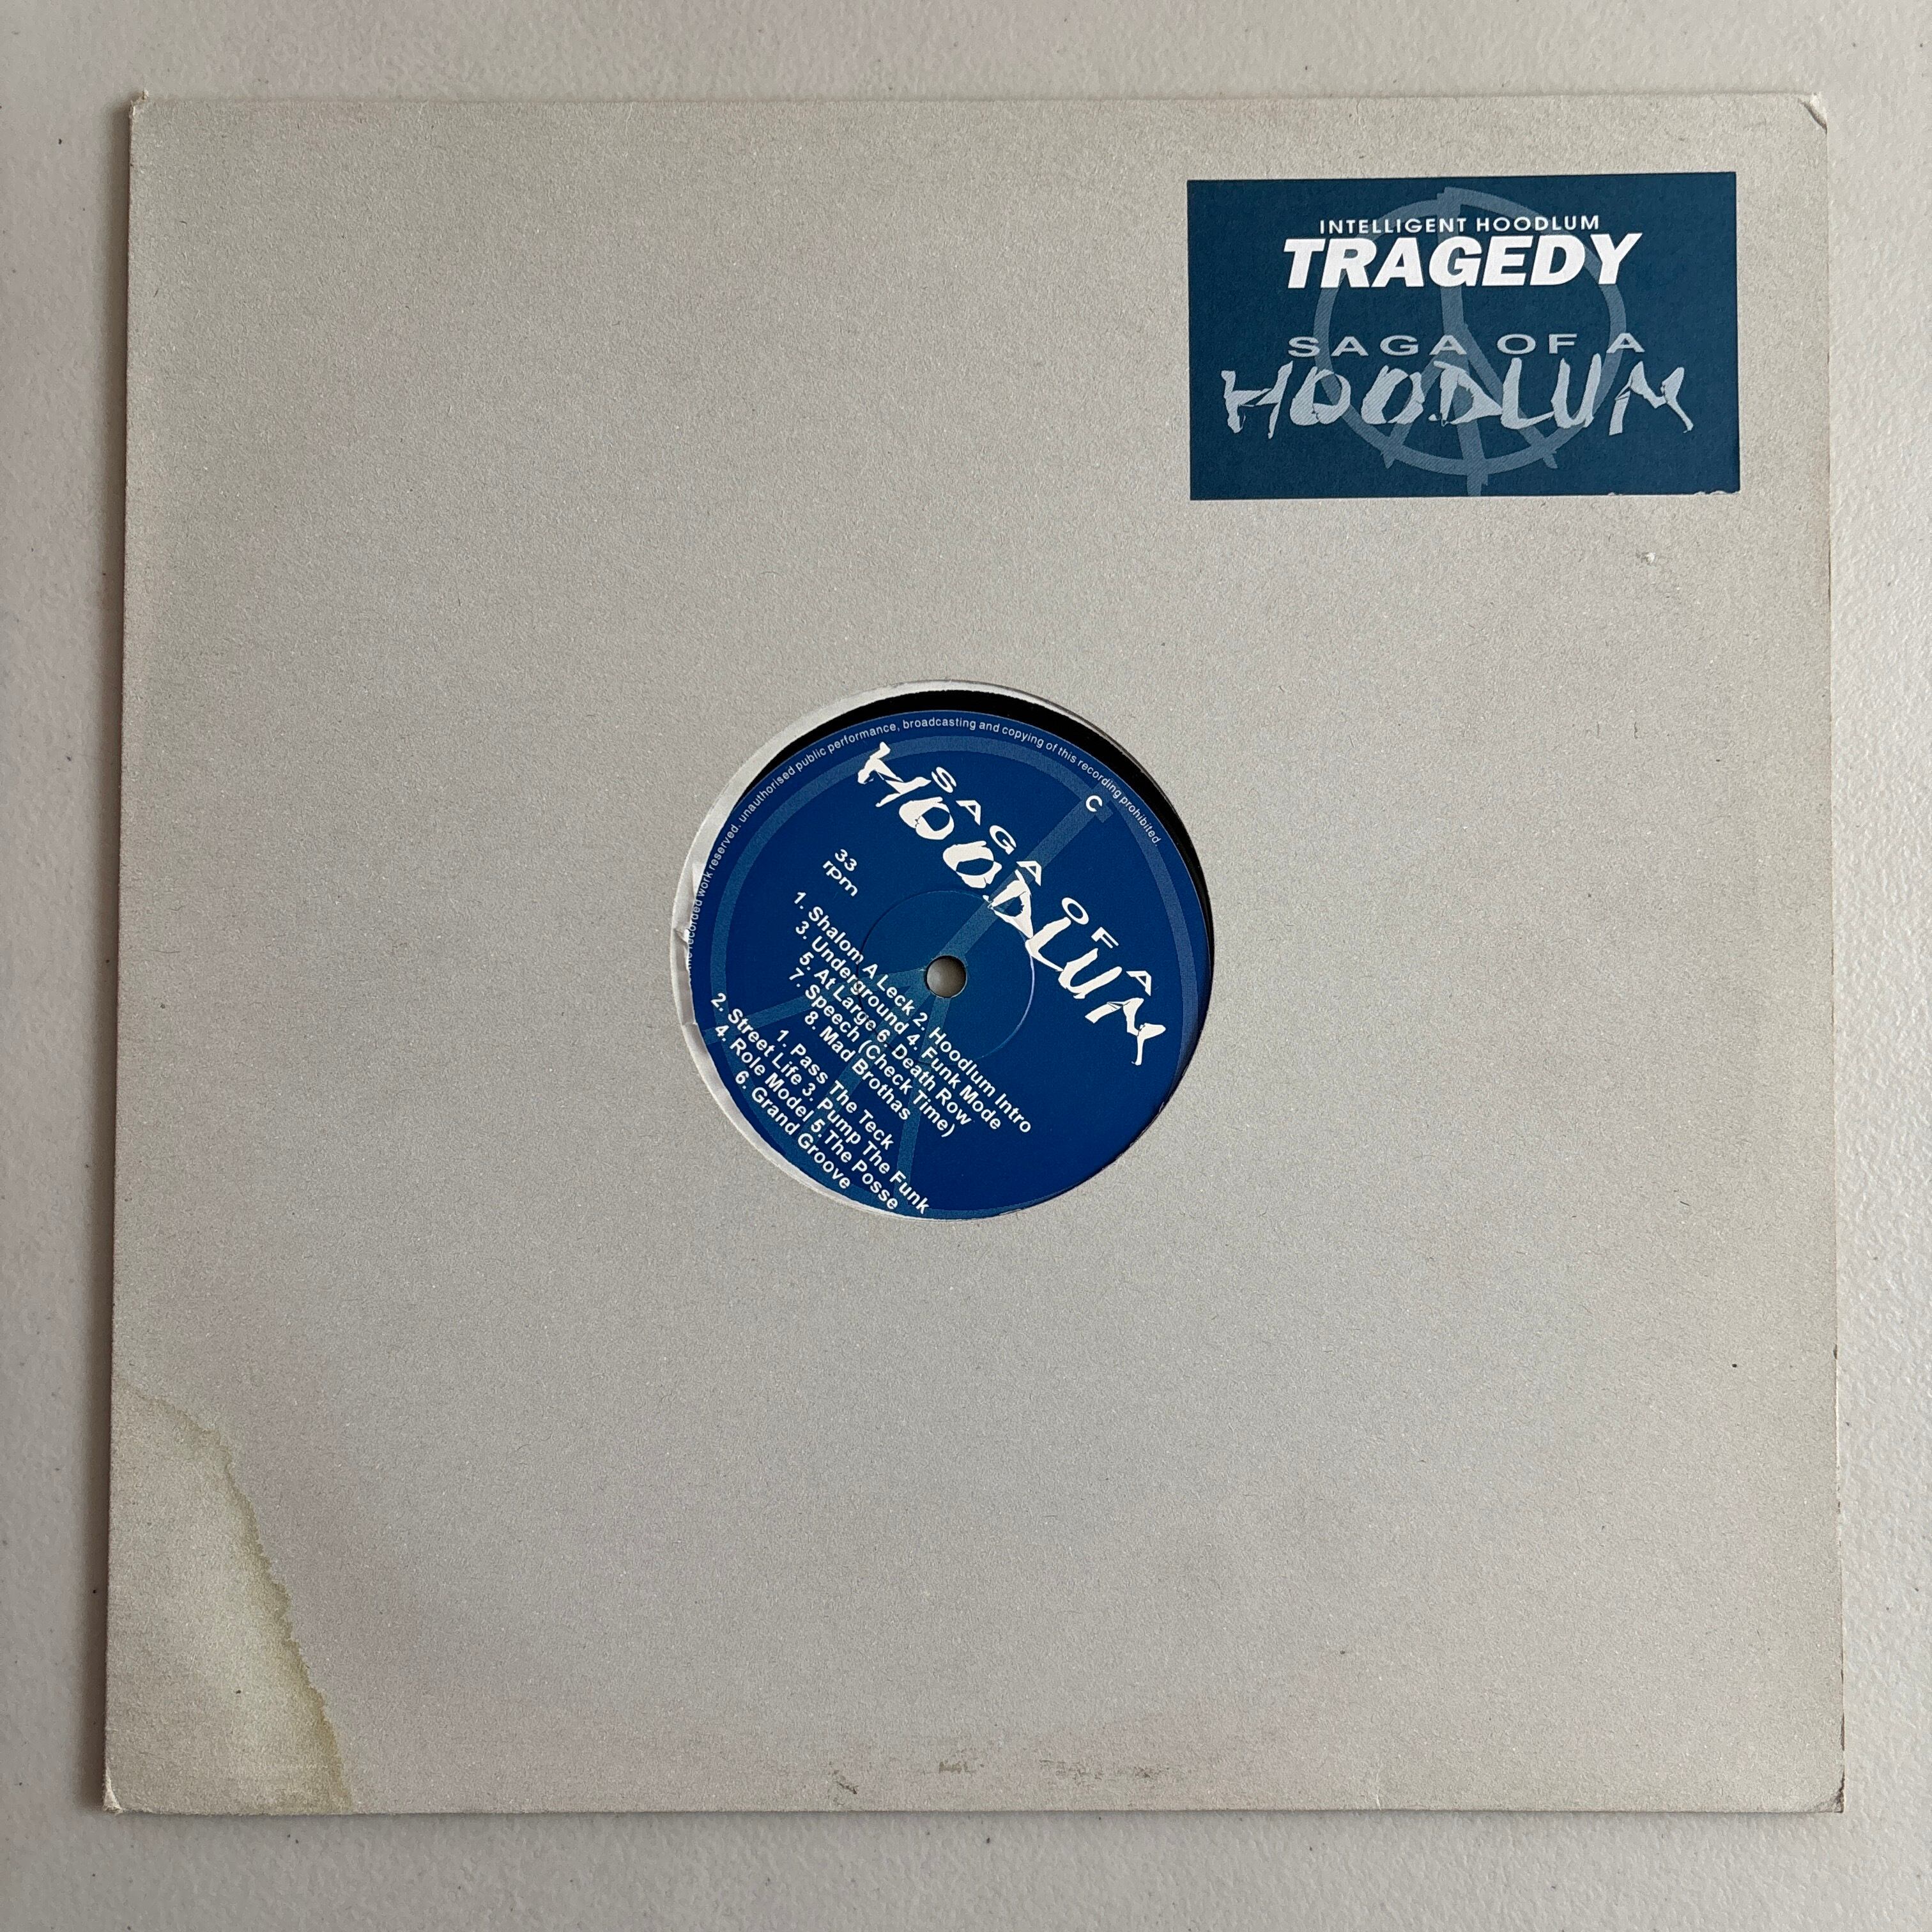 INTELLIGENT HOODLUM
TRAGEDY
SAGA OF A
HOODLUM
recorded work reserved. unauthorised public performance, broadcasting and copying of this recording prohibited.
C
SAGA OF A
HOODLUM
33
rpm
1. Shalom A Leck 2. Hoodlum Intro
3. Underground 4. Funk Mode
5. At Large 6. Death Row
7. Speech (Check Time)
8. Mad Brothas
1. Pass The Teck
2. Street Life 3. Pump The Funk
4. Role Model 5.The Posse
6. Grand Groove